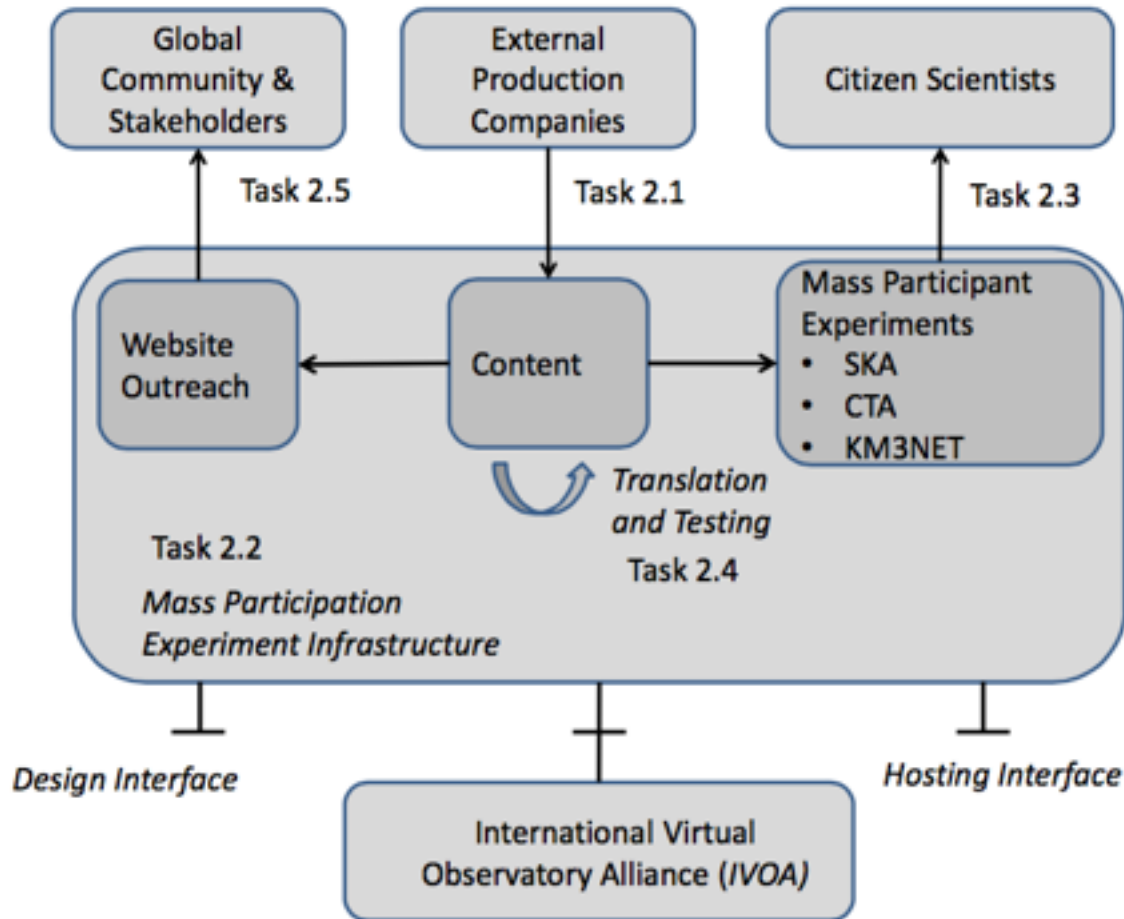 Global
Community &
Stakeholders
External
Production
Companies
Citizen Scientists
Task 2.5
Task 2.1
Task 2.3
Website
Outreach
Content
Mass Participant
Experiments
• SKA
• CTA
• KM3NET
Translation
and Testing
Task 2.4
Task 2.2
Mass Participation
Experiment Infrastructure
Design Interface
Hosting Interface
International Virtual
Observatory Alliance (IVOA)